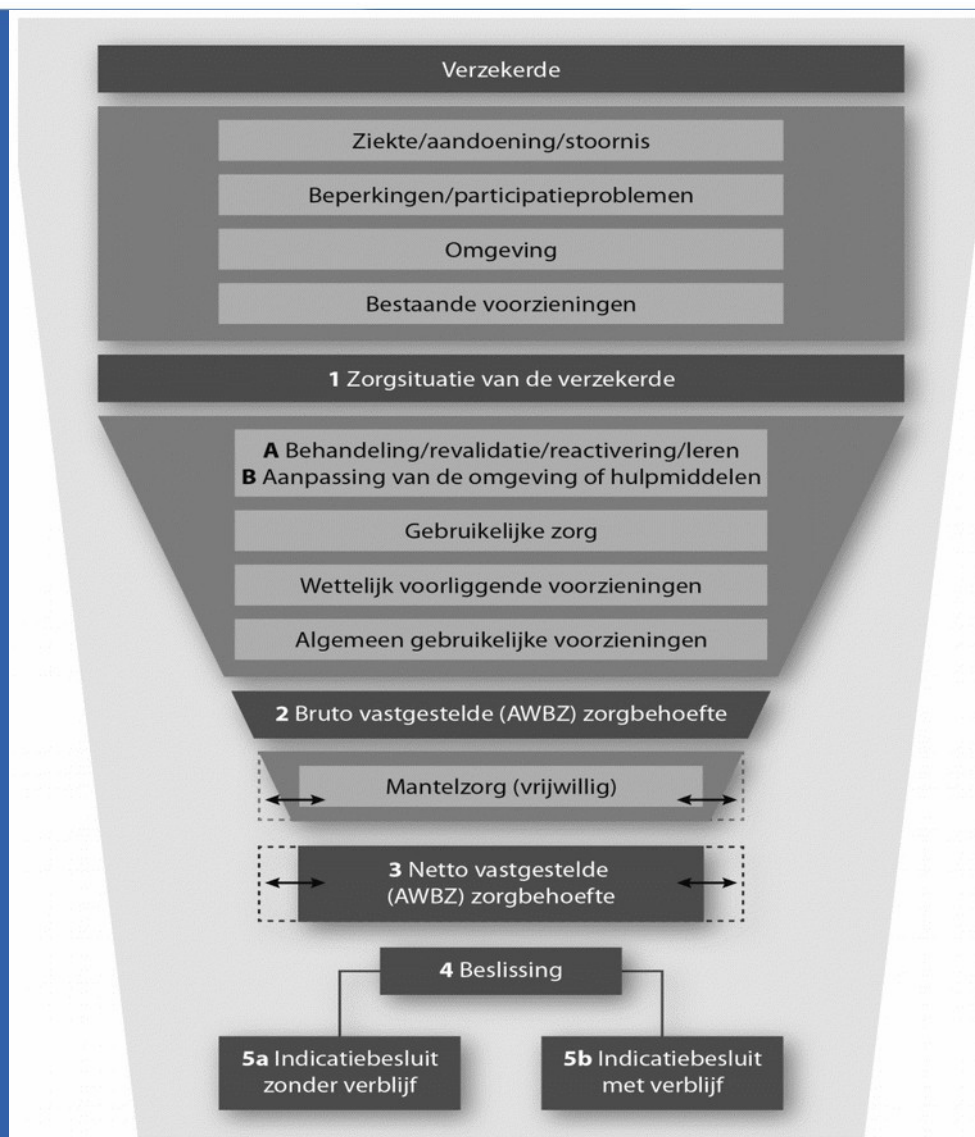 Verzekerde
Ziekte/aandoening/stoornis
Beperkingen/participatieproblemen
Omgeving
Bestaande voorzieningen
1 Zorgsituatie van de verzekerde
A Behandeling/revalidatie/reactivering/leren
B Aanpassing van de omgeving of hulpmiddelen
Gebruikelijke zorg
Wettelijk voorliggende voorzieningen
Algemeen gebruikelijke voorzieningen
2 Bruto vastgestelde (AWBZ) zorgbehoefte
Mantelzorg (vrijwillig)
3 Netto vastgestelde
(AWBZ) zorgbehoefte
4 Beslissing
5a Indicatiebesluit
zonder verblijf
5b Indicatiebesluit
met verblijf